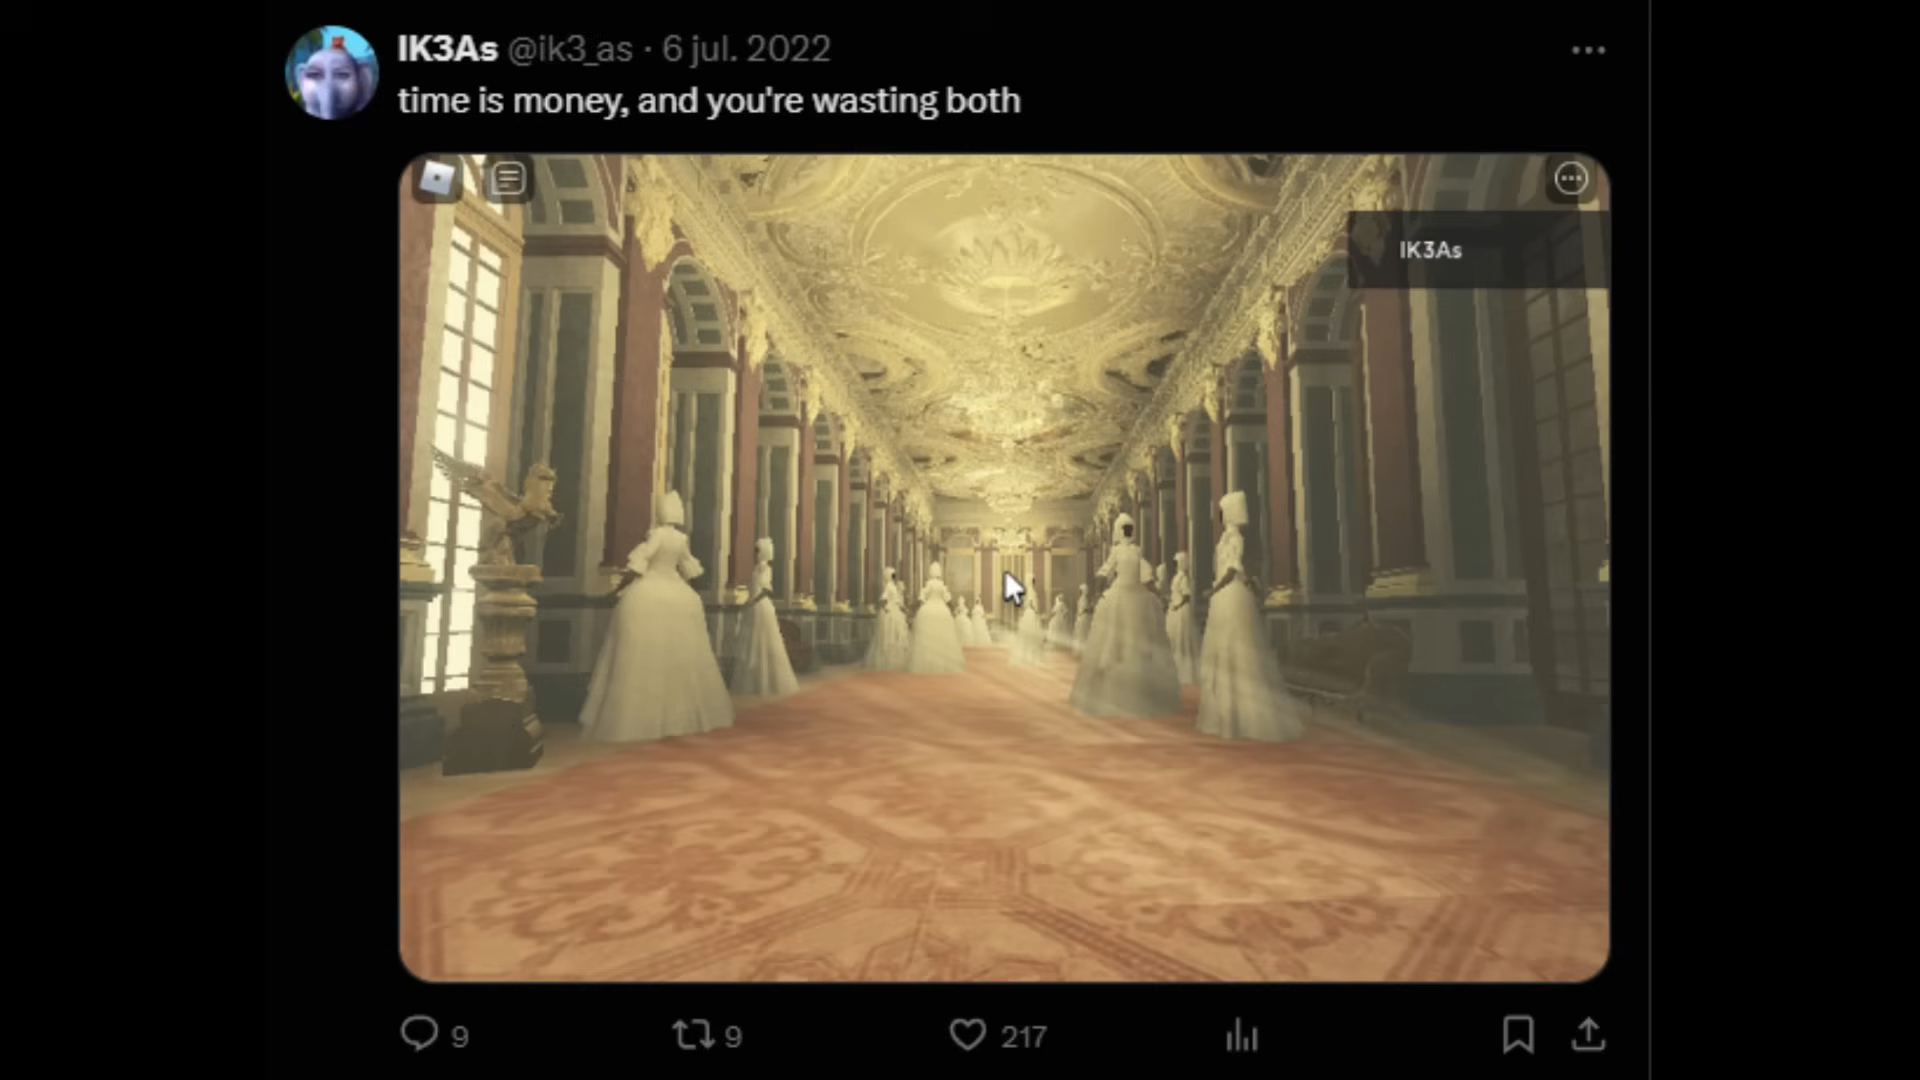 IK3As @ik3_as · 6 jul. 2022
time is money, and you're wasting both
IK3As
9 9 217